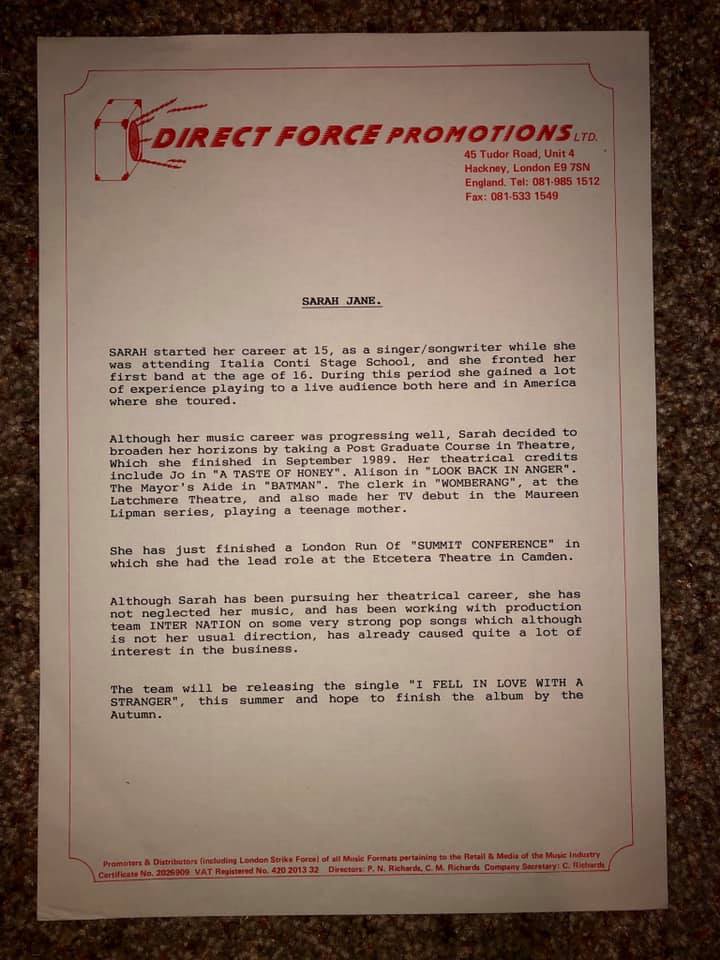 DIRECT FORCE PROMOTIONS LTD.
45 Tudor Road, Unit 4
Hackney, London E9 7SN
England. Tel: 081-985 1512
Fax: 081-533 1549
SARAH JANE.
SARAH started her career at 15, as a singer/songwriter while she
was attending Italia Conti Stage School, and she fronted her
first band at the age of 16. During this period she gained a lot
of experience playing to a live audience both here and in America
where she toured.
Although her music career was progressing well, Sarah decided to
broaden her horizons by taking a Post Graduate Course in Theatre,
Which she finished in September 1989. Her theatrical credits
include Jo in "A TASTE OF HONEY". Alison in "LOOK BACK IN ANGER".
The Mayor's Aide in "BATMAN". The clerk in "WOMBERANG", at the
Latchmere Theatre, and also made her TV debut in the Maureen
Lipman series, playing a teenage mother.
She has just finished a London Run Of "SUMMIT CONFERENCE" in
which she had the lead role at the Etcetera Theatre in Camden.
Although Sarah has been pursuing her theatrical career, she has
not neglected her music, and has been working with production
team INTER NATION on some very strong pop songs which although
is not her usual direction, has already caused quite a lot of
interest in the business.
The team will be releasing the single "I FELL IN LOVE WITH A
STRANGER", this summer and hope to finish the album by the
Autumn.
Promoters & Distributors (including London Strike Force) of all Music Formats pertaining to the Retail & Media of the Music Industry
Certificate No. 2026909 VAT Registered No. 420 2013 32 Directors: P. N. Richards, C. M. Richards Company Secretary: C. Richards